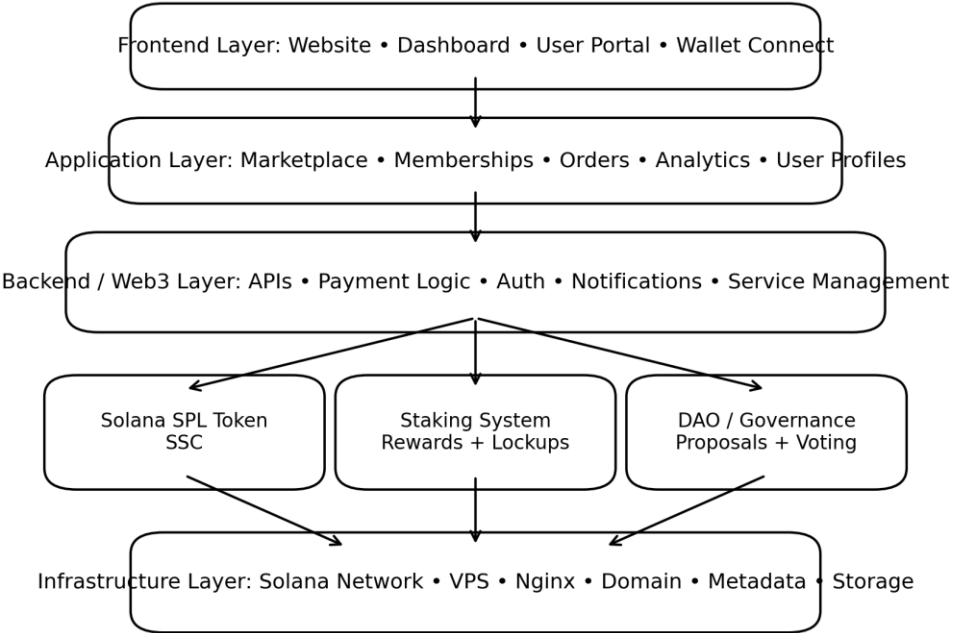 Frontend Layer: Website • Dashboard • User Portal • Wallet Connect
Application Layer: Marketplace • Memberships • Orders • Analytics • User Profiles
Backend / Web3 Layer: APIs • Payment Logic • Auth • Notifications • Service Management
Solana SPL Token
SSC
Staking System
Rewards + Lockups
DAO / Governance
Proposals + Voting
Infrastructure Layer: Solana Network • VPS • Nginx • Domain • Metadata • Storage